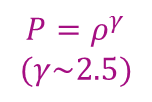 P = ρ^γ
(γ~2.5)